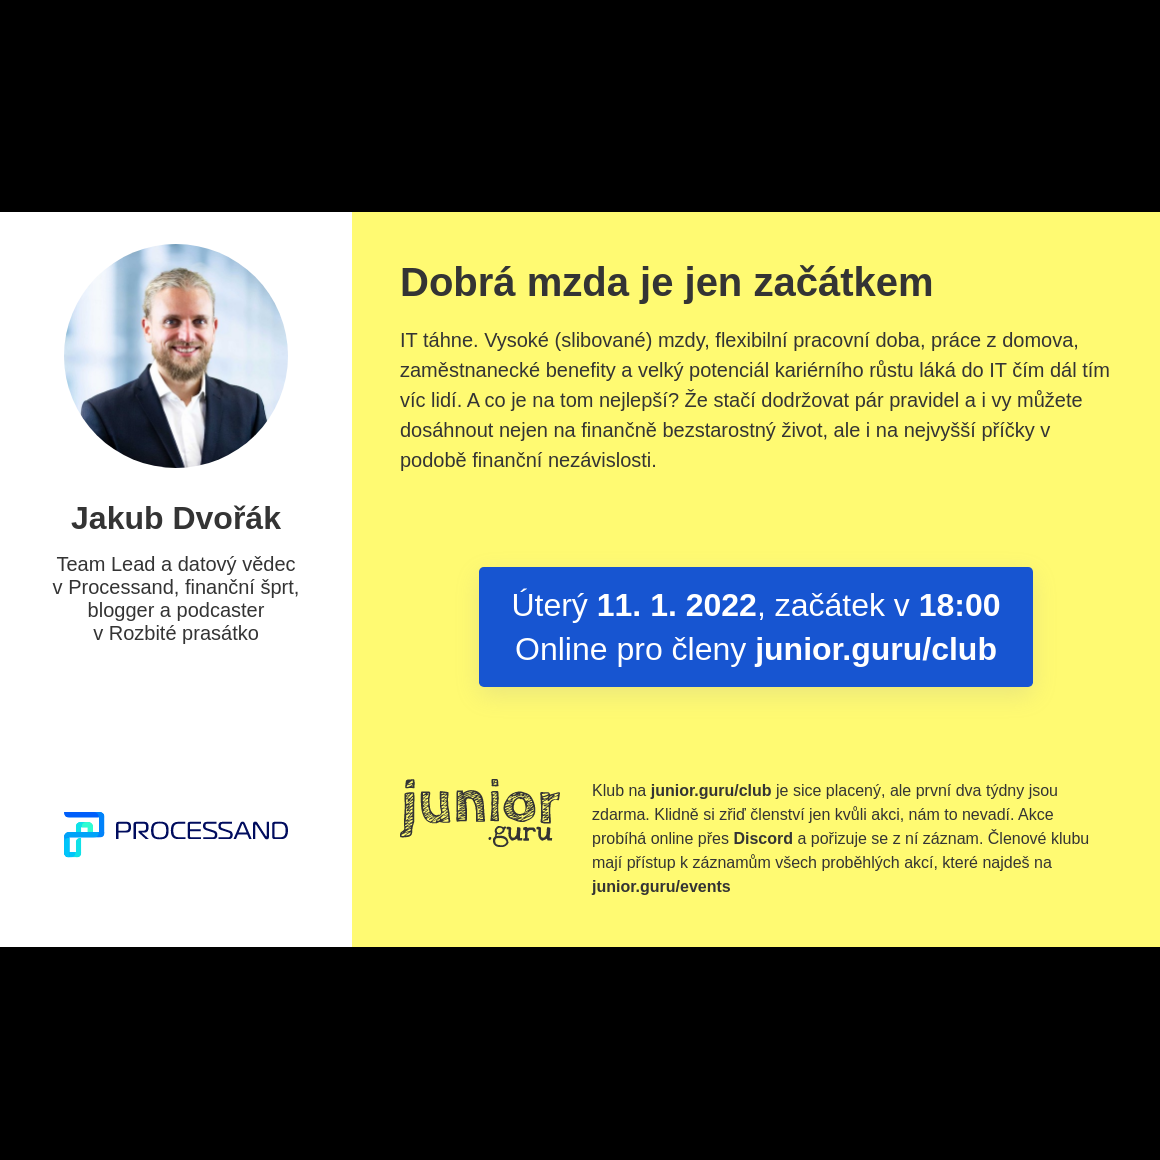 Jakub Dvořák
Team Lead a datový vědec
v Processand, finanční šprt,
blogger a podcaster
v Rozbité prasátko
PROCESSAND
Dobrá mzda je jen začátkem
IT táhne. Vysoké (slibované) mzdy, flexibilní pracovní doba, práce z domova,
zaměstnanecké benefity a velký potenciál kariérního růstu láká do IT čím dál tím
víc lidí. A co je na tom nejlepší? Že stačí dodržovat pár pravidel a i vy můžete
dosáhnout nejen na finančně bezstarostný život, ale i na nejvyšší příčky v
podobě finanční nezávislosti.
Úterý 11. 1. 2022, začátek v 18:00
Online pro členy junior.guru/club
junior
.guru
Klub na junior.guru/club je sice placený, ale první dva týdny jsou
zdarma. Klidně si zřiď členství jen kvůli akci, nám to nevadí. Akce
probíhá online přes Discord a pořizuje se z ní záznam. Členové klubu
mají přístup k záznamům všech proběhlých akcí, které najdeš na
junior.guru/events